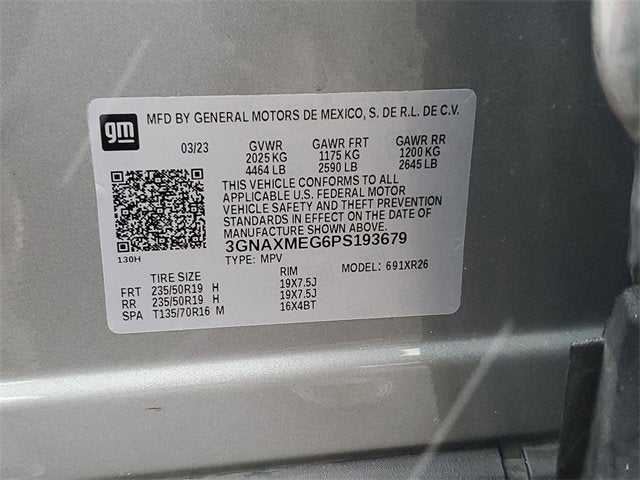 gm MFD BY GENERAL MOTORS DE MEXICO, S. DE R.L. DE C.V.
03/23 GVWR GAWR FRT GAWR RR
2025 KG 1175 KG 1200 KG
4464 LB 2590 LB 2645 LB
THIS VEHICLE CONFORMS TO ALL
APPLICABLE U.S. FEDERAL MOTOR
VEHICLE SAFETY AND THEFT PREVENTION
STANDARDS IN EFFECT ON THE DATE OF
MANUFACTURE SHOWN ABOVE.
130H 3GNAXMEG6PS193679
TYPE: MPV MODEL: 691XR26
TIRE SIZE RIM
FRT 235/50R19 H 19X7.5J
RR 235/50R19 H 19X7.5J
SPA T135/70R16 M 16X4BT